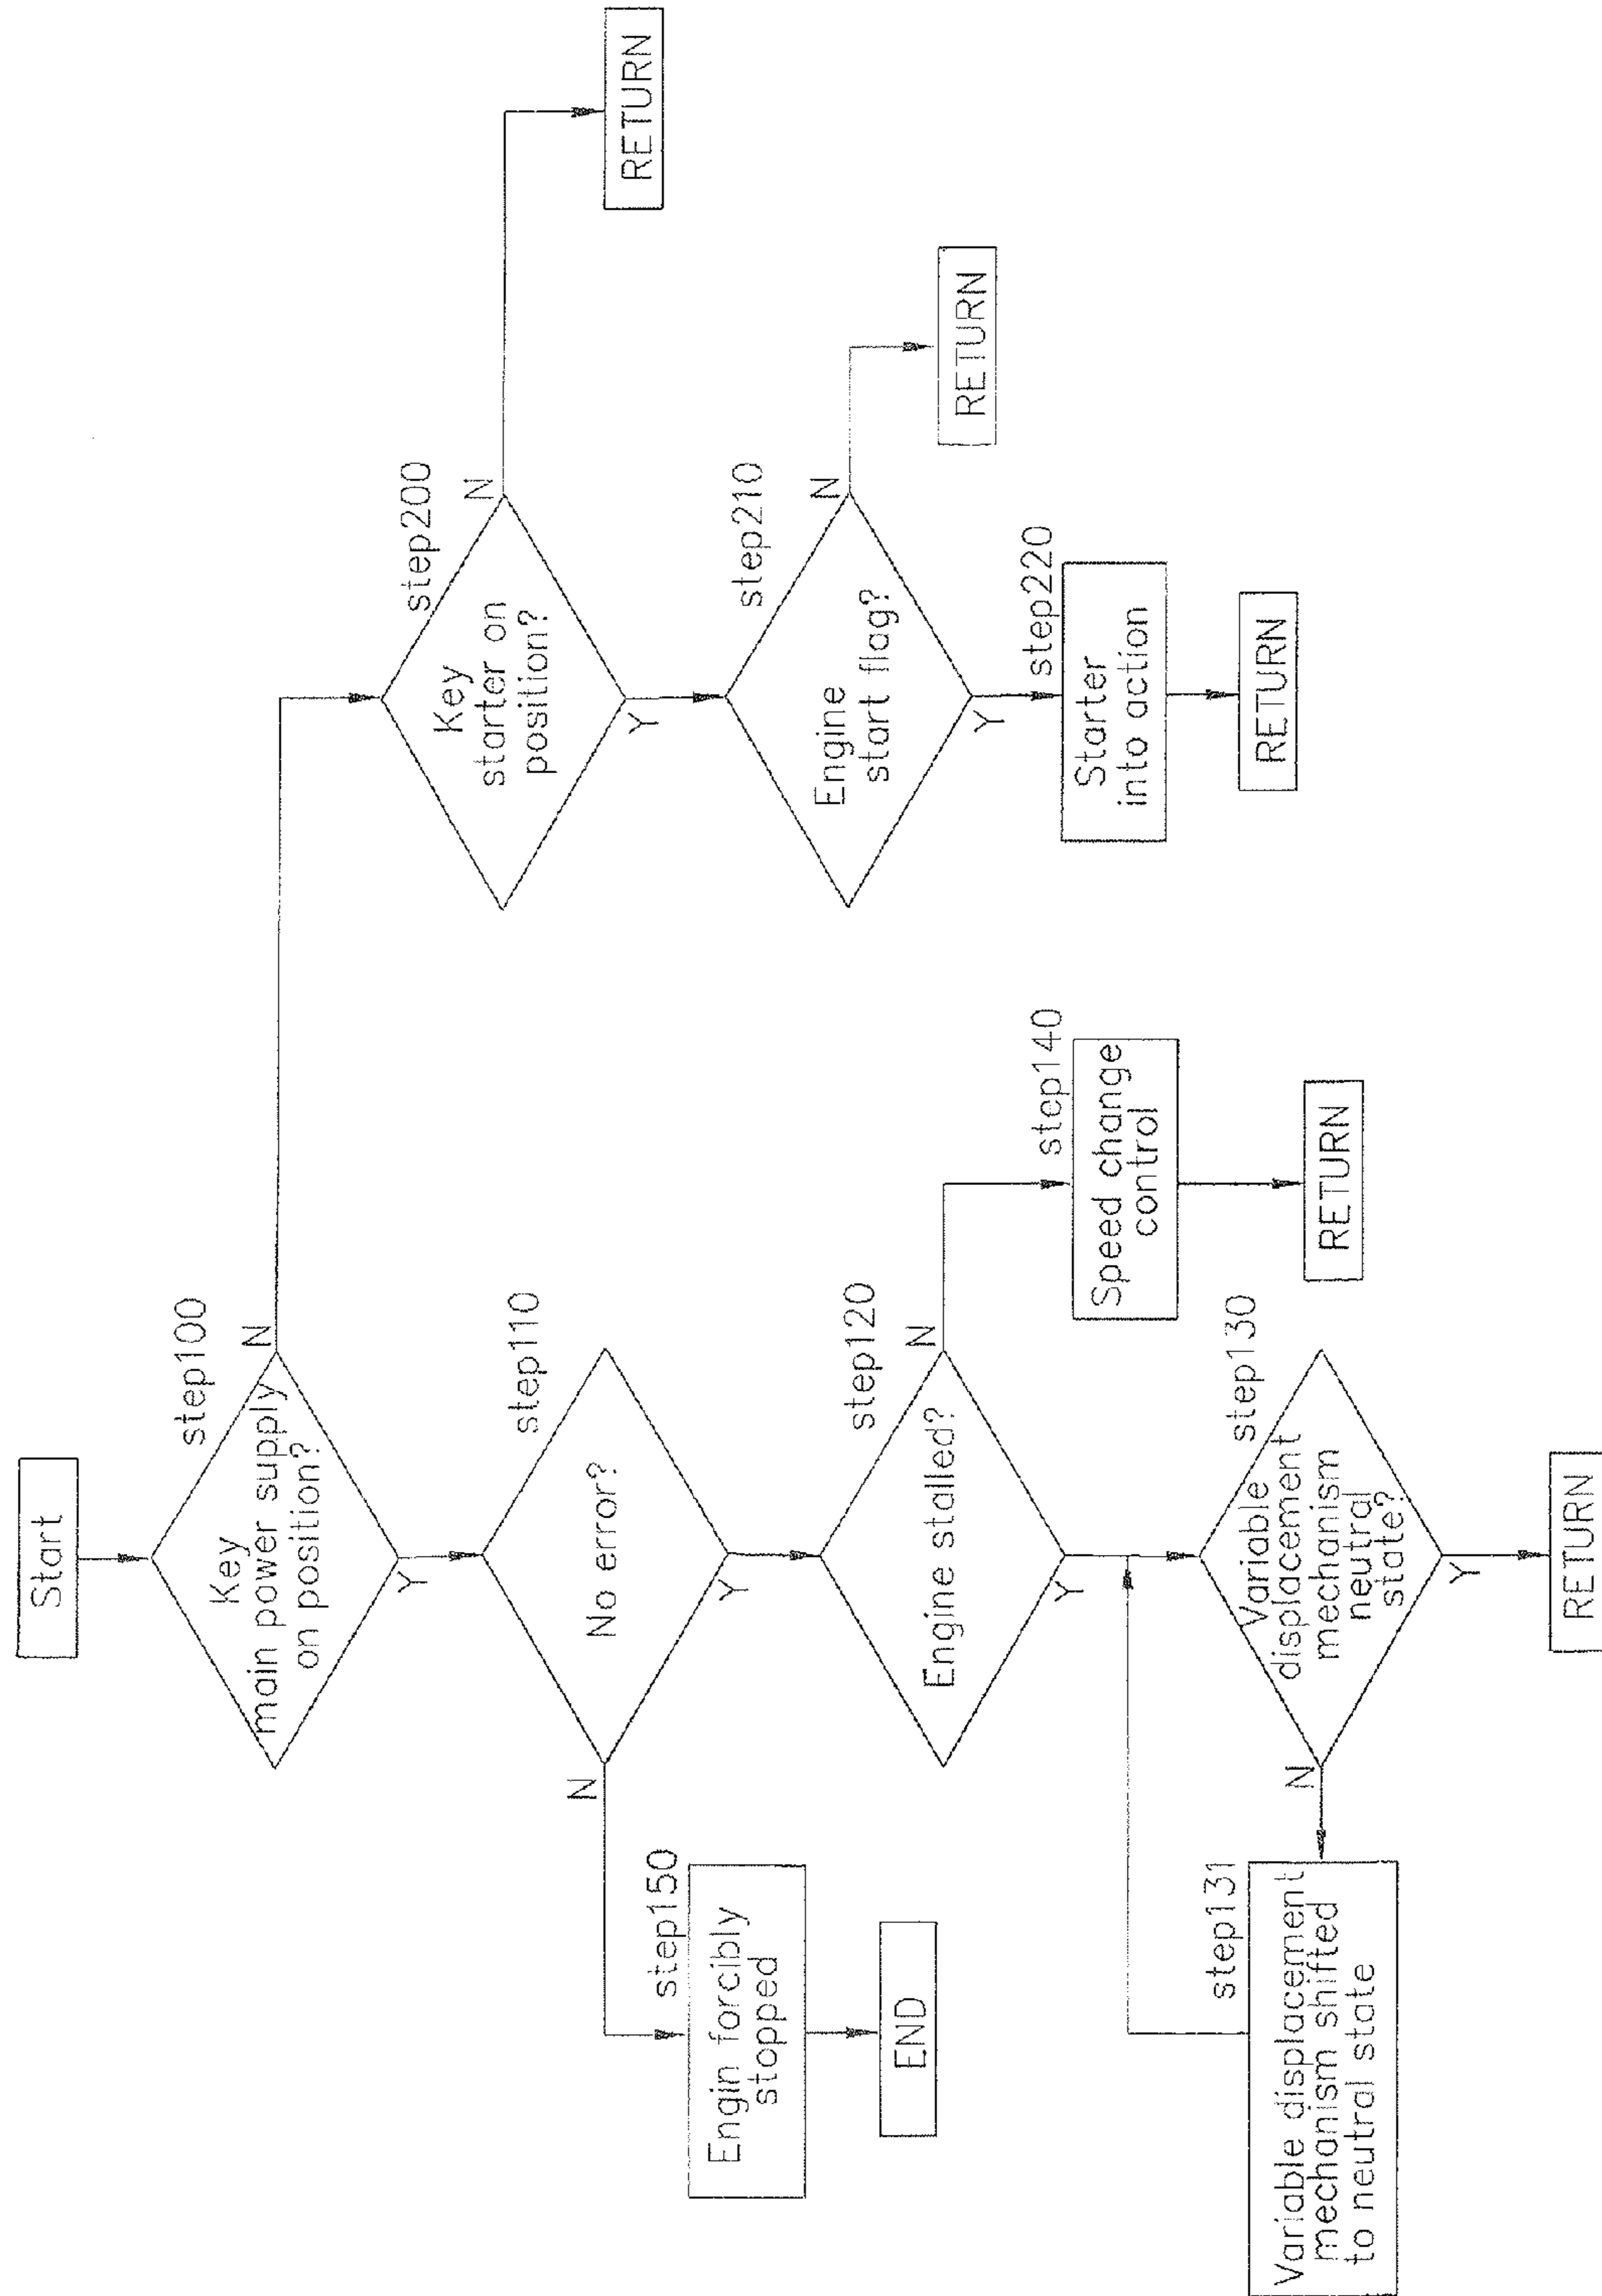 Start
step100
Key
main power supply
on position?
N
Y
step110
No error?
N
Y
step150
Engin forcibly
stopped
END
step120
Engine stalled?
N
Y
step140
Speed change
control
RETURN
step130
Variable
displacement
mechanism
neutral
state?
N
Y
step131
Variable displacement
mechanism shifted
to neutral state
RETURN
step200
Key
starter on
position?
N
Y
RETURN
step210
Engine
start flag?
N
Y
RETURN
step220
Starter
into action
RETURN